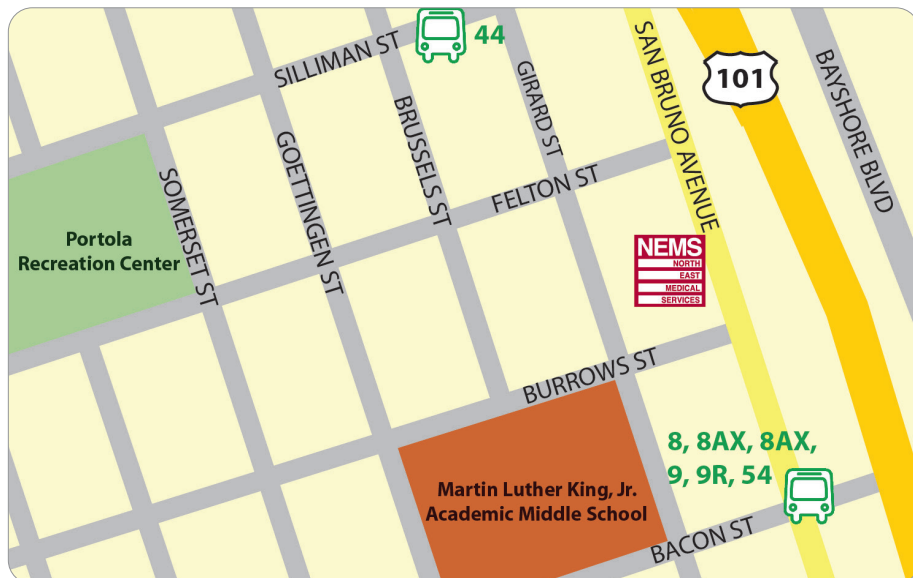 SILLIMAN ST
44
SAN BRUNO AVENUE
101
BAYSHORE BLVD
GIRARD ST
BRUSSELS ST
GOETTINGEN ST
SOMERSET ST
FELTON ST
Portola
Recreation Center
NEMS
NORTH
EAST
MEDICAL
SERVICES
BURROWS ST
8, 8AX, 8AX,
9, 9R, 54
Martin Luther King, Jr.
Academic Middle School
BACON ST